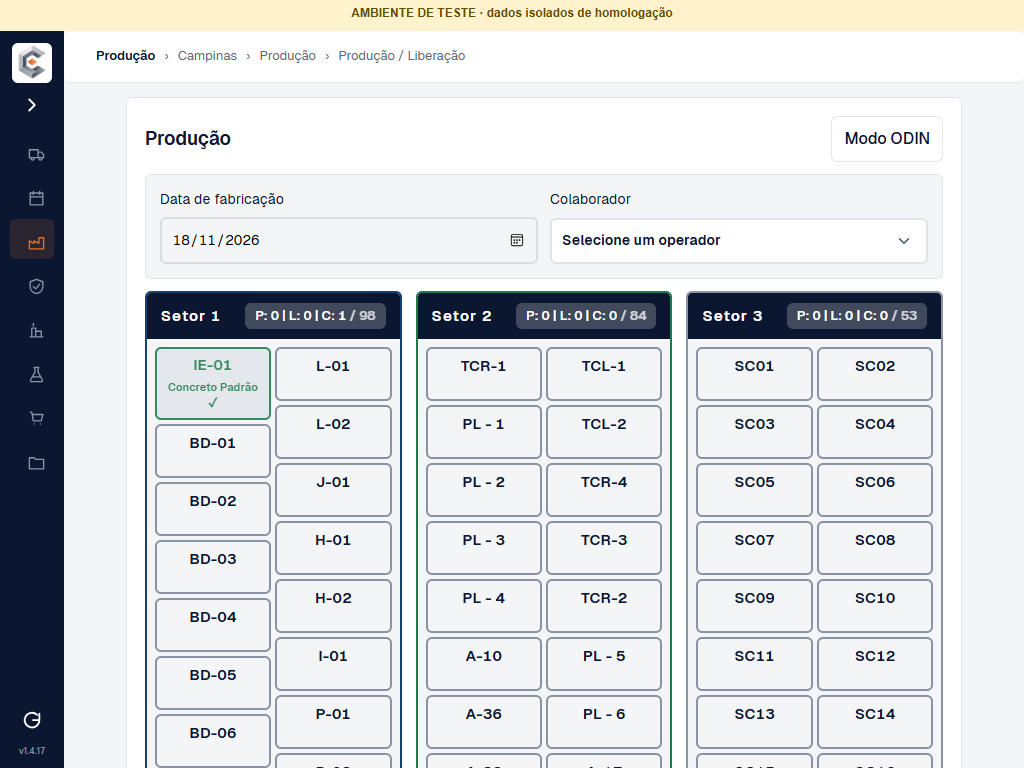 AMBIENTE DE TESTE · dados isolados de homologação
Produção › Campinas › Produção › Produção / Liberação
Produção
Modo ODIN
Data de fabricação
Colaborador
18/11/2026
Selecione um operador
Setor 1
P: 0 | L: 0 | C: 1 / 98
IE-01
Concreto Padrão
✓
BD-01
BD-02
BD-03
BD-04
BD-05
BD-06
L-01
L-02
J-01
H-01
H-02
I-01
P-01
Setor 2
P: 0 | L: 0 | C: 0 / 84
TCR-1
TCL-1
PL - 1
TCL-2
PL - 2
TCR-4
PL - 3
TCR-3
PL - 4
TCR-2
A-10
PL - 5
A-36
PL - 6
Setor 3
P: 0 | L: 0 | C: 0 / 53
SC01
SC02
SC03
SC04
SC05
SC06
SC07
SC08
SC09
SC10
SC11
SC12
SC13
SC14
v1.4.17